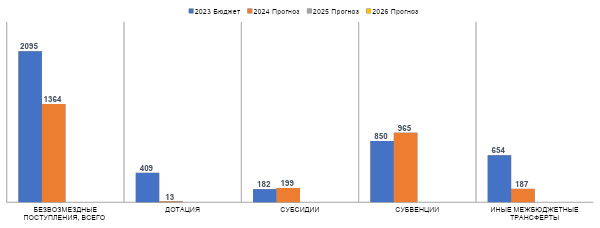 2023 Бюджет 2024 Прогноз 2025 Прогноз 2026 Прогноз
2095
1364
409
13
182
199
850
965
654
187
БЕЗВОЗМЕЗДНЫЕ ПОСТУПЛЕНИЯ, ВСЕГО
ДОТАЦИЯ
СУБСИДИИ
СУБВЕНЦИИ
ИНЫЕ МЕЖБЮДЖЕТНЫЕ ТРАНСФЕРТЫ